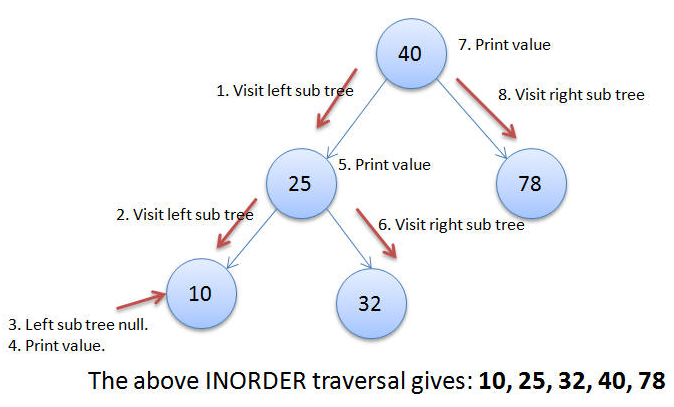 40
7. Print value
1. Visit left sub tree
8. Visit right sub tree
5. Print value
25
78
2. Visit left sub tree
6. Visit right sub tree
10
32
3. Left sub tree null.
4. Print value.
The above INORDER traversal gives: 10, 25, 32, 40, 78